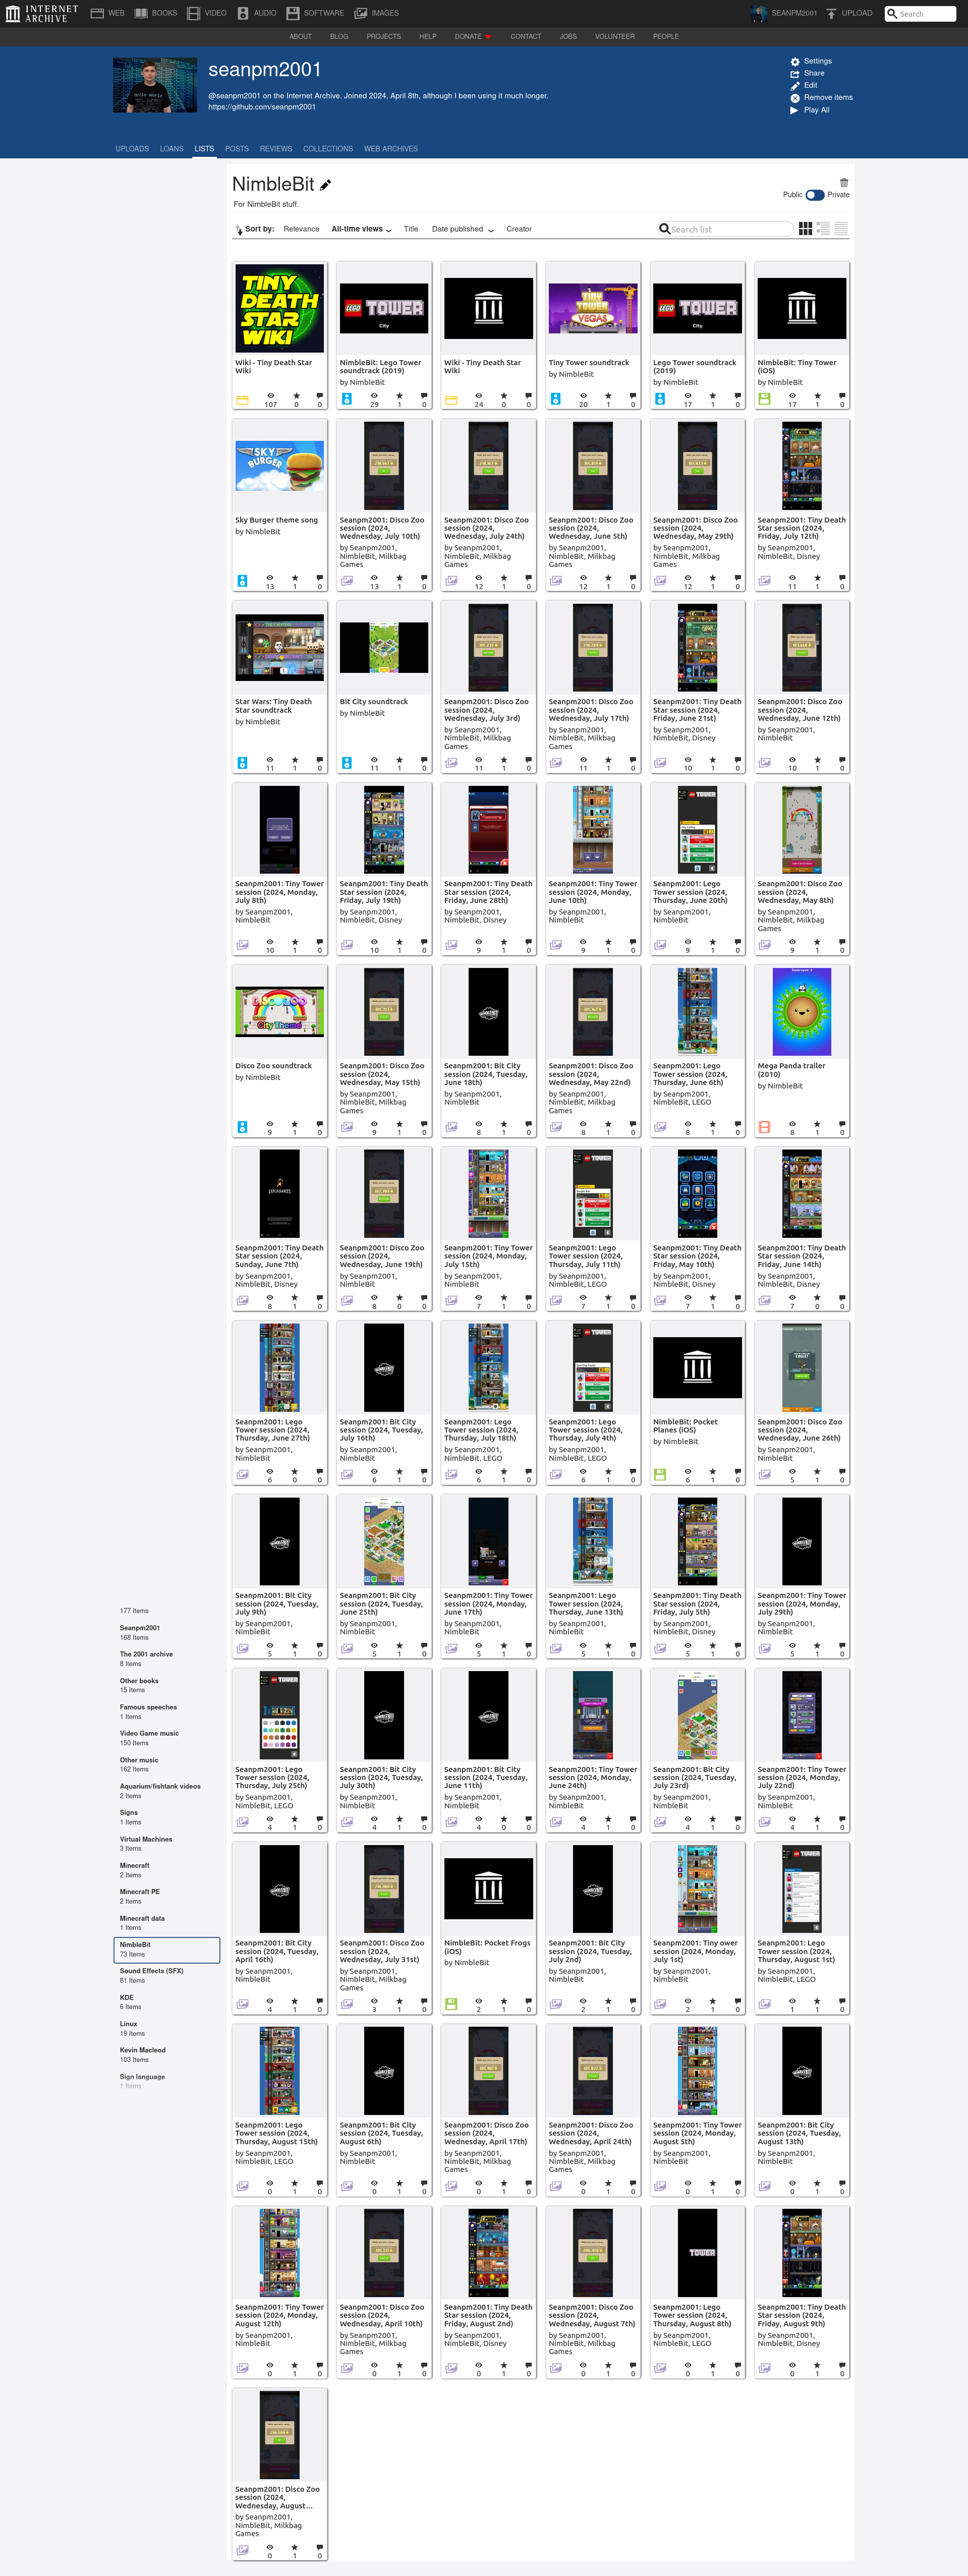 INTERNET ARCHIVE
WEB BOOKS VIDEO AUDIO SOFTWARE IMAGES
SEANPM2001 UPLOAD Search
ABOUT BLOG PROJECTS HELP DONATE CONTACT JOBS VOLUNTEER PEOPLE
seanpm2001
@seanpm2001 on the Internet Archive. Joined 2024, April 8th, although I been using it much longer.
https://github.com/seanpm2001
Settings
Share
Edit
Remove items
Play All
UPLOADS LOANS LISTS POSTS REVIEWS COLLECTIONS WEB ARCHIVES
NimbleBit
Public Private
For NimbleBit stuff.
Sort by: Relevance All-time views Title Date published Creator
Search list
177 Items
Seanpm2001
168 Items
The 2001 archive
8 Items
Other books
15 Items
Famous speeches
1 Items
Video Game music
150 Items
Other music
162 Items
Aquarium/fishtank videos
2 Items
Signs
1 Items
Virtual Machines
3 Items
Minecraft
2 Items
Minecraft PE
2 Items
Minecraft data
1 Items
NimbleBit
73 Items
Sound Effects (SFX)
81 Items
KDE
6 Items
Linux
19 Items
Kevin Macleod
103 Items
Sign language
1 Items
TINY DEATH STAR WIKI
Wiki - Tiny Death Star Wiki
107 0 0
LEGO TOWER
City
NimbleBit: Lego Tower soundtrack (2019)
by NimbleBit
29 1 0
Wiki - Tiny Death Star Wiki
24 0 0
TINY TOWER VEGAS
Tiny Tower soundtrack
by NimbleBit
20 1 0
LEGO TOWER
City
Lego Tower soundtrack (2019)
by NimbleBit
17 1 0
NimbleBit: Tiny Tower (iOS)
by NimbleBit
17 1 0
SKY BURGER
Sky Burger theme song
by NimbleBit
13 1 0
Seanpm2001: Disco Zoo session (2024, Wednesday, July 10th)
by Seanpm2001, NimbleBit, Milkbag Games
13 1 0
Seanpm2001: Disco Zoo session (2024, Wednesday, July 24th)
by Seanpm2001, NimbleBit, Milkbag Games
12 1 0
Seanpm2001: Disco Zoo session (2024, Wednesday, June 5th)
by Seanpm2001, NimbleBit, Milkbag Games
12 1 0
Seanpm2001: Disco Zoo session (2024, Wednesday, May 29th)
by Seanpm2001, NimbleBit, Milkbag Games
12 1 0
Seanpm2001: Tiny Death Star session (2024, Friday, July 12th)
by Seanpm2001, NimbleBit, Disney
11 1 0
Star Wars: Tiny Death Star soundtrack
by NimbleBit
11 1 0
Bit City soundtrack
by NimbleBit
11 1 0
Seanpm2001: Disco Zoo session (2024, Wednesday, July 3rd)
by Seanpm2001, NimbleBit, Milkbag Games
11 1 0
Seanpm2001: Disco Zoo session (2024, Wednesday, July 17th)
by Seanpm2001, NimbleBit, Milkbag Games
11 1 0
Seanpm2001: Tiny Death Star session (2024, Friday, June 21st)
by Seanpm2001, NimbleBit, Disney
10 1 0
Seanpm2001: Disco Zoo session (2024, Wednesday, June 12th)
by Seanpm2001, NimbleBit
10 1 0
Seanpm2001: Tiny Tower session (2024, Monday, July 8th)
by Seanpm2001, NimbleBit
10 1 0
Seanpm2001: Tiny Death Star session (2024, Friday, July 19th)
by Seanpm2001, NimbleBit, Disney
10 1 0
Seanpm2001: Tiny Death Star session (2024, Friday, June 28th)
by Seanpm2001, NimbleBit, Disney
9 1 0
Seanpm2001: Tiny Tower session (2024, Monday, June 10th)
by Seanpm2001, NimbleBit
9 1 0
Seanpm2001: Lego Tower session (2024, Thursday, June 20th)
by Seanpm2001, NimbleBit
9 1 0
Seanpm2001: Disco Zoo session (2024, Wednesday, May 8th)
by Seanpm2001, NimbleBit, Milkbag Games
9 1 0
DISCO ZOO
City Theme
Disco Zoo soundtrack
by NimbleBit
9 1 0
Seanpm2001: Disco Zoo session (2024, Wednesday, May 15th)
by Seanpm2001, NimbleBit, Milkbag Games
9 1 0
Seanpm2001: Bit City session (2024, Tuesday, June 18th)
by Seanpm2001, NimbleBit
8 1 0
Seanpm2001: Disco Zoo session (2024, Wednesday, May 22nd)
by Seanpm2001, NimbleBit, Milkbag Games
8 1 0
Seanpm2001: Lego Tower session (2024, Thursday, June 6th)
by Seanpm2001, NimbleBit, LEGO
8 1 0
Mega Panda trailer (2010)
by NimbleBit
8 1 0
LUCASARTS
Seanpm2001: Tiny Death Star session (2024, Sunday, June 7th)
by Seanpm2001, NimbleBit, Disney
8 1 0
Seanpm2001: Disco Zoo session (2024, Wednesday, June 19th)
by Seanpm2001, NimbleBit
8 0 0
Seanpm2001: Tiny Tower session (2024, Monday, July 15th)
by Seanpm2001, NimbleBit
7 1 0
Seanpm2001: Lego Tower session (2024, Thursday, July 11th)
by Seanpm2001, NimbleBit, LEGO
7 1 0
Seanpm2001: Tiny Death Star session (2024, Friday, May 10th)
by Seanpm2001, NimbleBit, Disney
7 1 0
Seanpm2001: Tiny Death Star session (2024, Friday, June 14th)
by Seanpm2001, NimbleBit, Disney
7 0 0
Seanpm2001: Lego Tower session (2024, Thursday, June 27th)
by Seanpm2001, NimbleBit
6 0 0
Seanpm2001: Bit City session (2024, Tuesday, July 16th)
by Seanpm2001, NimbleBit
6 1 0
Seanpm2001: Lego Tower session (2024, Thursday, July 18th)
by Seanpm2001, NimbleBit, LEGO
6 1 0
Seanpm2001: Lego Tower session (2024, Thursday, July 4th)
by Seanpm2001, NimbleBit, LEGO
6 1 0
NimbleBit: Pocket Planes (iOS)
by NimbleBit
6 1 0
Seanpm2001: Disco Zoo session (2024, Wednesday, June 26th)
by Seanpm2001, NimbleBit
5 1 0
Seanpm2001: Bit City session (2024, Tuesday, July 9th)
by Seanpm2001, NimbleBit
5 1 0
Seanpm2001: Bit City session (2024, Tuesday, June 25th)
by Seanpm2001, NimbleBit
5 1 0
Seanpm2001: Tiny Tower session (2024, Monday, June 17th)
by Seanpm2001, NimbleBit
5 1 0
Seanpm2001: Lego Tower session (2024, Thursday, June 13th)
by Seanpm2001, NimbleBit
5 1 0
Seanpm2001: Tiny Death Star session (2024, Friday, July 5th)
by Seanpm2001, NimbleBit, Disney
5 1 0
Seanpm2001: Tiny Tower session (2024, Monday, July 29th)
by Seanpm2001, NimbleBit
5 1 0
Seanpm2001: Lego Tower session (2024, Thursday, July 25th)
by Seanpm2001, NimbleBit, LEGO
4 1 0
Seanpm2001: Bit City session (2024, Tuesday, July 30th)
by Seanpm2001, NimbleBit
4 1 0
Seanpm2001: Bit City session (2024, Tuesday, June 11th)
by Seanpm2001, NimbleBit
4 0 0
Seanpm2001: Tiny Tower session (2024, Monday, June 24th)
by Seanpm2001, NimbleBit
4 1 0
Seanpm2001: Bit City session (2024, Tuesday, July 23rd)
by Seanpm2001, NimbleBit
4 1 0
Seanpm2001: Tiny Tower session (2024, Monday, July 22nd)
by Seanpm2001, NimbleBit
4 1 0
Seanpm2001: Bit City session (2024, Tuesday, April 16th)
by Seanpm2001, NimbleBit
4 1 0
Seanpm2001: Disco Zoo session (2024, Wednesday, July 31st)
by Seanpm2001, NimbleBit, Milkbag Games
3 1 0
NimbleBit: Pocket Frogs (iOS)
by NimbleBit
2 1 0
Seanpm2001: Bit City session (2024, Tuesday, July 2nd)
by Seanpm2001, NimbleBit
2 1 0
Seanpm2001: Tiny ower session (2024, Monday, July 1st)
by Seanpm2001, NimbleBit
2 1 0
Seanpm2001: Lego Tower session (2024, Thursday, August 1st)
by Seanpm2001, NimbleBit, LEGO
1 1 0
Seanpm2001: Lego Tower session (2024, Thursday, August 15th)
by Seanpm2001, NimbleBit, LEGO
0 1 0
Seanpm2001: Bit City session (2024, Tuesday, August 6th)
by Seanpm2001, NimbleBit
0 1 0
Seanpm2001: Disco Zoo session (2024, Wednesday, April 17th)
by Seanpm2001, NimbleBit, Milkbag Games
0 1 0
Seanpm2001: Disco Zoo session (2024, Wednesday, April 24th)
by Seanpm2001, NimbleBit, Milkbag Games
0 1 0
Seanpm2001: Tiny Tower session (2024, Monday, August 5th)
by Seanpm2001, NimbleBit
0 1 0
Seanpm2001: Bit City session (2024, Tuesday, August 13th)
by Seanpm2001, NimbleBit
0 1 0
Seanpm2001: Tiny Tower session (2024, Monday, August 12th)
by Seanpm2001, NimbleBit
0 1 0
Seanpm2001: Disco Zoo session (2024, Wednesday, April 10th)
by Seanpm2001, NimbleBit, Milkbag Games
0 1 0
Seanpm2001: Tiny Death Star session (2024, Friday, August 2nd)
by Seanpm2001, NimbleBit, Disney
0 1 0
Seanpm2001: Disco Zoo session (2024, Wednesday, August 7th)
by Seanpm2001, NimbleBit, Milkbag Games
0 1 0
TOWER
Seanpm2001: Lego Tower session (2024, Thursday, August 8th)
by Seanpm2001, NimbleBit, LEGO
0 1 0
Seanpm2001: Tiny Death Star session (2024, Friday, August 9th)
by Seanpm2001, NimbleBit, Disney
0 1 0
Seanpm2001: Disco Zoo session (2024, Wednesday, August...
by Seanpm2001, NimbleBit, Milkbag Games
0 1 0